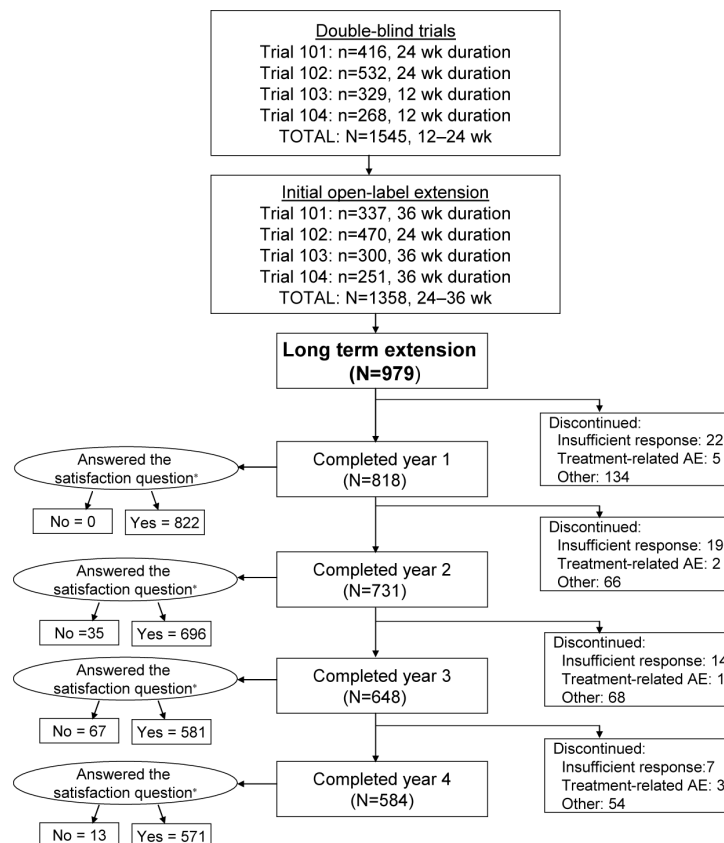 Double-blind trials
Trial 101: n=416, 24 wk duration
Trial 102: n=532, 24 wk duration
Trial 103: n=329, 12 wk duration
Trial 104: n=268, 12 wk duration
TOTAL: N=1545, 12–24 wk
Initial open-label extension
Trial 101: n=337, 36 wk duration
Trial 102: n=470, 24 wk duration
Trial 103: n=300, 36 wk duration
Trial 104: n=251, 36 wk duration
TOTAL: N=1358, 24–36 wk
Long term extension
(N=979)
Discontinued:
Insufficient response: 22
Treatment-related AE: 5
Other: 134
Answered the
satisfaction question*
Completed year 1
(N=818)
No = 0
Yes = 822
Discontinued:
Insufficient response: 19
Treatment-related AE: 2
Other: 66
Answered the
satisfaction question*
Completed year 2
(N=731)
No =35
Yes = 696
Discontinued:
Insufficient response: 14
Treatment-related AE: 1
Other: 68
Answered the
satisfaction question*
Completed year 3
(N=648)
No = 67
Yes = 581
Discontinued:
Insufficient response:7
Treatment-related AE: 3
Other: 54
Answered the
satisfaction question*
Completed year 4
(N=584)
No = 13
Yes = 571